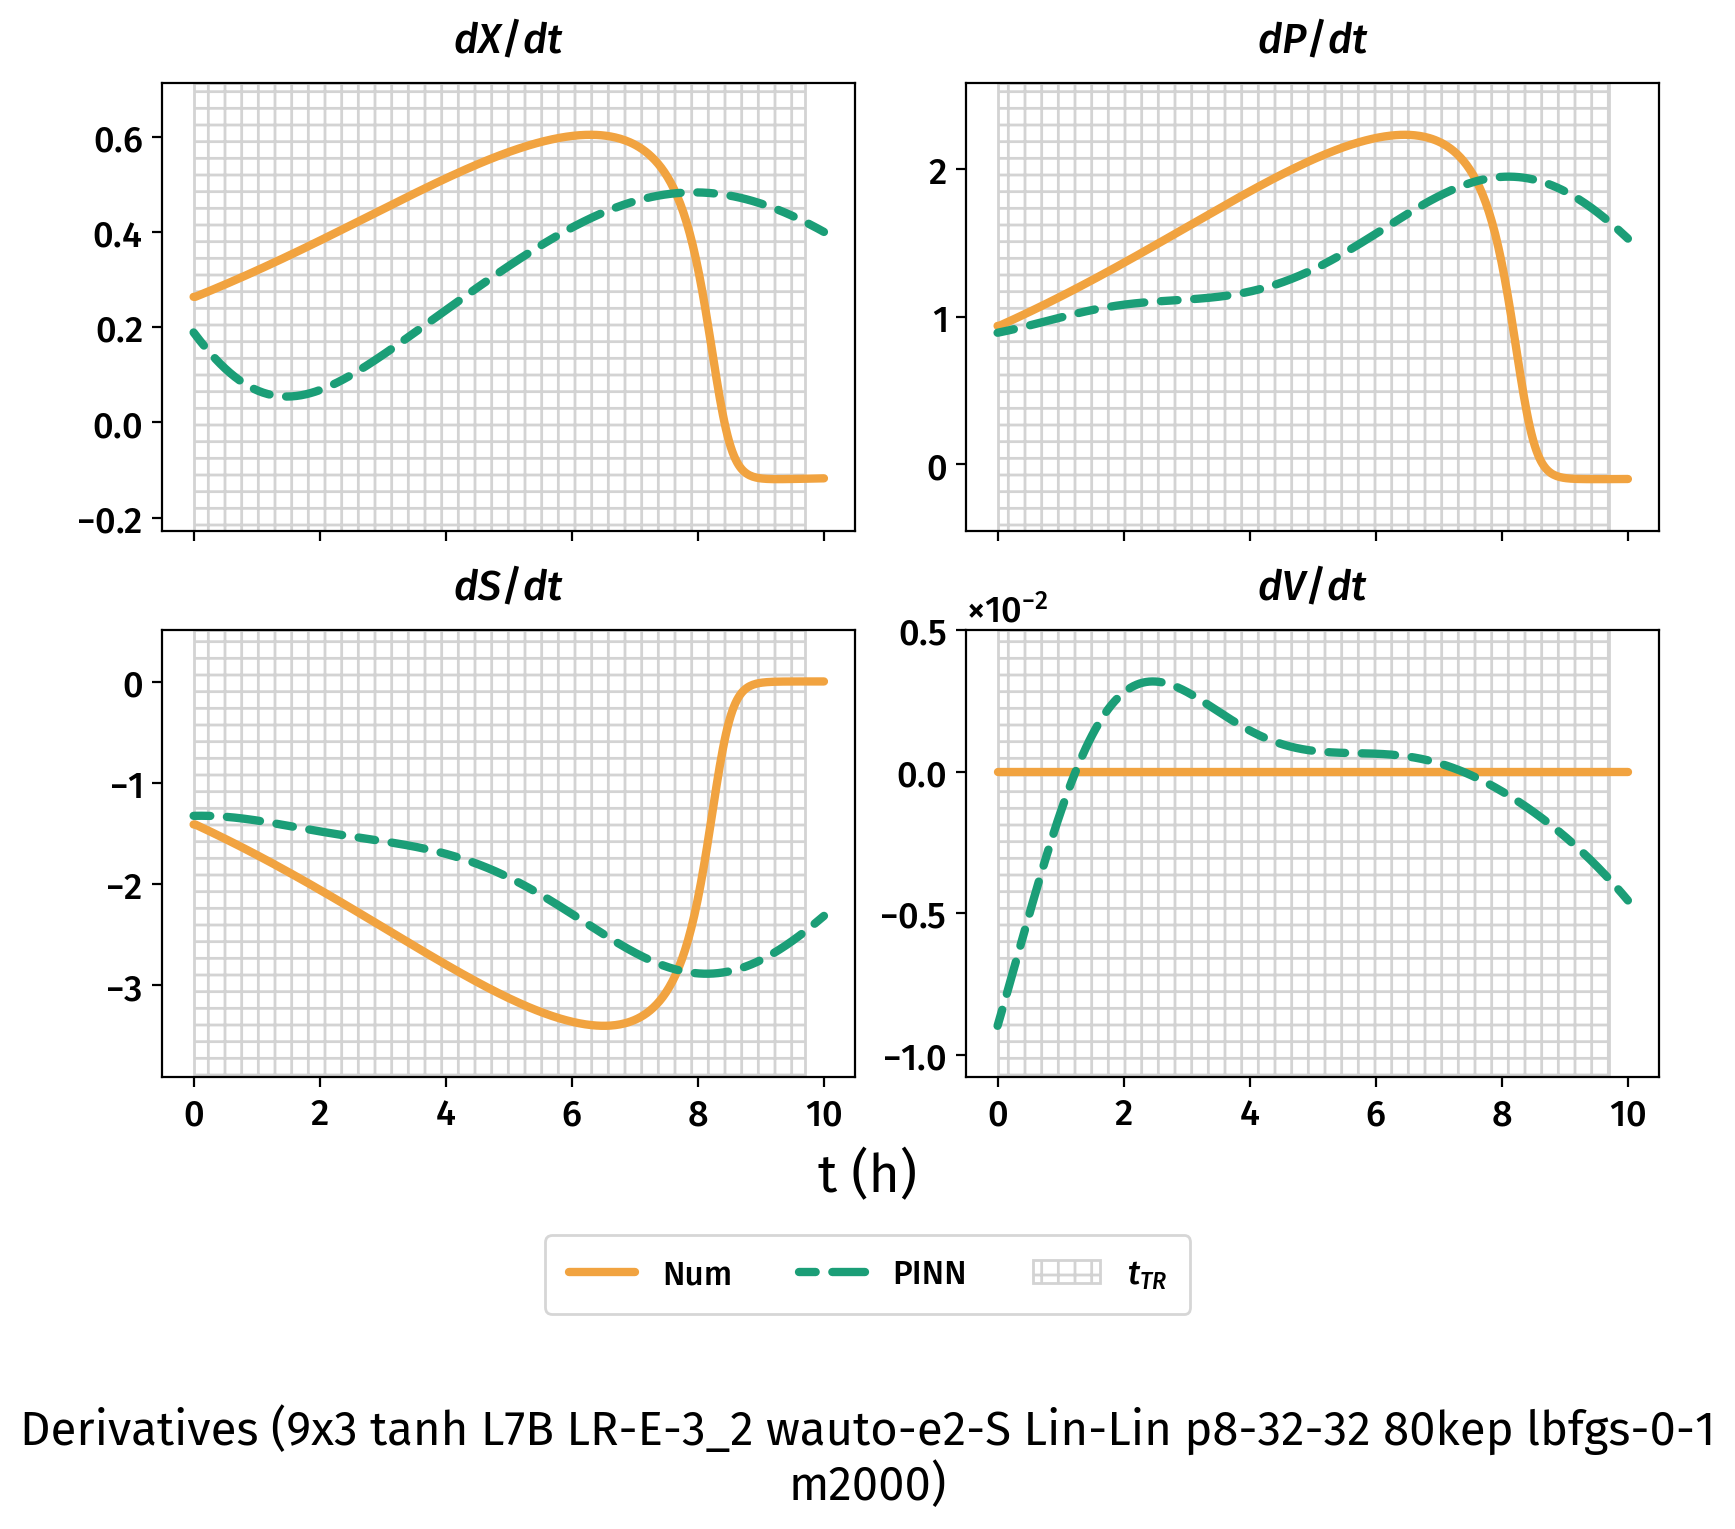 dX/dt
dP/dt
0.6
0.4
0.2
0.0
−0.2
2
1
0
dS/dt
dV/dt
×10⁻²
0
−1
−2
−3
0.5
0.0
−0.5
−1.0
0 2 4 6 8 10
0 2 4 6 8 10
t (h)
Num PINN t_TR
Derivatives (9x3 tanh L7B LR-E-3_2 wauto-e2-S Lin-Lin p8-32-32 80kep lbfgs-0-1
m2000)